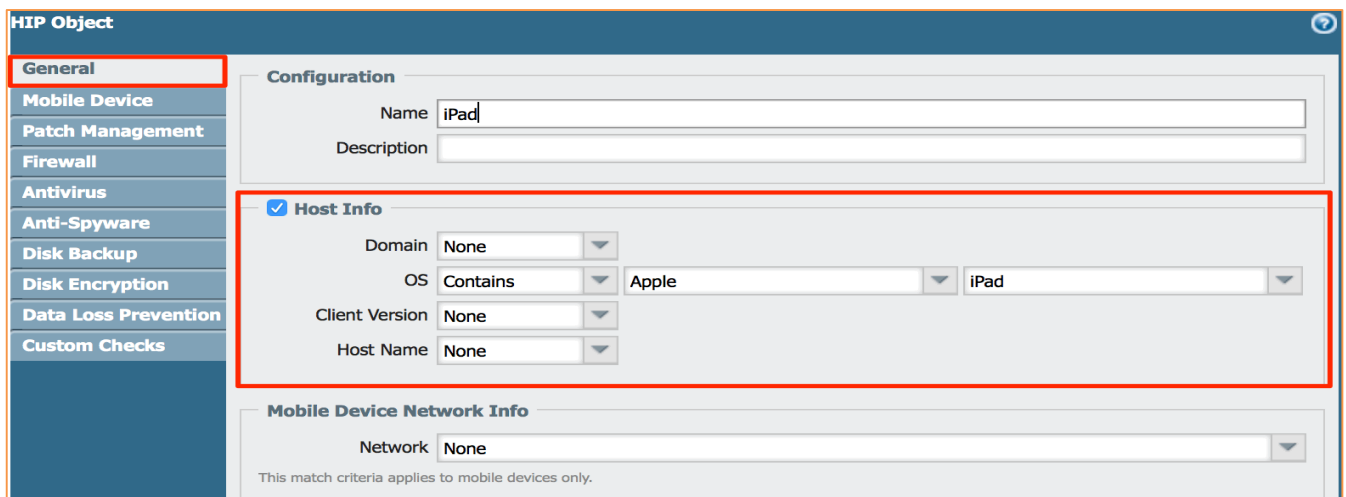 HIP Object
General
Mobile Device
Patch Management
Firewall
Antivirus
Anti-Spyware
Disk Backup
Disk Encryption
Data Loss Prevention
Custom Checks
Configuration
Name iPad
Description
Host Info
Domain None
OS Contains Apple iPad
Client Version None
Host Name None
Mobile Device Network Info
Network None
This match criteria applies to mobile devices only.